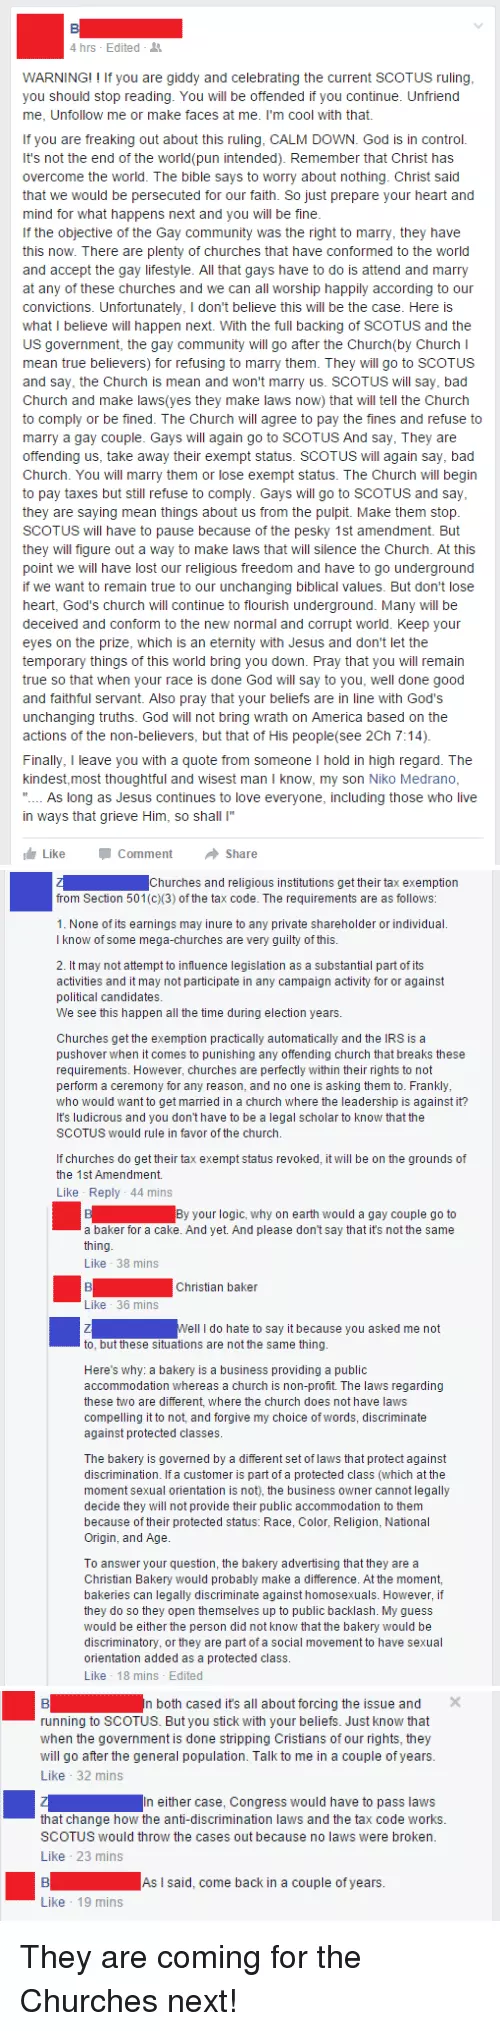 B
4 hrs · Edited ·
WARNING! ! If you are giddy and celebrating the current SCOTUS ruling,
you should stop reading. You will be offended if you continue. Unfriend
me, Unfollow me or make faces at me. I'm cool with that.
If you are freaking out about this ruling, CALM DOWN. God is in control.
It's not the end of the world(pun intended). Remember that Christ has
overcome the world. The bible says to worry about nothing. Christ said
that we would be persecuted for our faith. So just prepare your heart and
mind for what happens next and you will be fine.
If the objective of the Gay community was the right to marry, they have
this now. There are plenty of churches that have conformed to the world
and accept the gay lifestyle. All that gays have to do is attend and marry
at any of these churches and we can all worship happily according to our
convictions. Unfortunately, I don't believe this will be the case. Here is
what I believe will happen next. With the full backing of SCOTUS and the
US government, the gay community will go after the Church(by Church I
mean true believers) for refusing to marry them. They will go to SCOTUS
and say, the Church is mean and won't marry us. SCOTUS will say, bad
Church and make laws(yes they make laws now) that will tell the Church
to comply or be fined. The Church will agree to pay the fines and refuse to
marry a gay couple. Gays will again go to SCOTUS And say, They are
offending us, take away their exempt status. SCOTUS will again say, bad
Church. You will marry them or lose exempt status. The Church will begin
to pay taxes but still refuse to comply. Gays will go to SCOTUS and say,
they are saying mean things about us from the pulpit. Make them stop.
SCOTUS will have to pause because of the pesky 1st amendment. But
they will figure out a way to make laws that will silence the Church. At this
point we will have lost our religious freedom and have to go underground
if we want to remain true to our unchanging biblical values. But don't lose
heart, God's church will continue to flourish underground. Many will be
deceived and conform to the new normal and corrupt world. Keep your
eyes on the prize, which is an eternity with Jesus and don't let the
temporary things of this world bring you down. Pray that you will remain
true so that when your race is done God will say to you, well done good
and faithful servant. Also pray that your beliefs are in line with God's
unchanging truths. God will not bring wrath on America based on the
actions of the non-believers, but that of His people(see 2Ch 7:14).
Finally, I leave you with a quote from someone I hold in high regard. The
kindest,most thoughtful and wisest man I know, my son Niko Medrano,
".... As long as Jesus continues to love everyone, including those who live
in ways that grieve Him, so shall I"
Like Comment Share
Z Churches and religious institutions get their tax exemption
from Section 501(c)(3) of the tax code. The requirements are as follows:
1. None of its earnings may inure to any private shareholder or individual.
I know of some mega-churches are very guilty of this.
2. It may not attempt to influence legislation as a substantial part of its
activities and it may not participate in any campaign activity for or against
political candidates.
We see this happen all the time during election years.
Churches get the exemption practically automatically and the IRS is a
pushover when it comes to punishing any offending church that breaks these
requirements. However, churches are perfectly within their rights to not
perform a ceremony for any reason, and no one is asking them to. Frankly,
who would want to get married in a church where the leadership is against it?
It's ludicrous and you don't have to be a legal scholar to know that the
SCOTUS would rule in favor of the church.
If churches do get their tax exempt status revoked, it will be on the grounds of
the 1st Amendment.
Like · Reply · 44 mins
B By your logic, why on earth would a gay couple go to
a baker for a cake. And yet. And please don't say that it's not the same
thing.
Like · 38 mins
B Christian baker
Like · 36 mins
Z Well I do hate to say it because you asked me not
to, but these situations are not the same thing.
Here's why: a bakery is a business providing a public
accommodation whereas a church is non-profit. The laws regarding
these two are different, where the church does not have laws
compelling it to not, and forgive my choice of words, discriminate
against protected classes.
The bakery is governed by a different set of laws that protect against
discrimination. If a customer is part of a protected class (which at the
moment sexual orientation is not), the business owner cannot legally
decide they will not provide their public accommodation to them
because of their protected status: Race, Color, Religion, National
Origin, and Age.
To answer your question, the bakery advertising that they are a
Christian Bakery would probably make a difference. At the moment,
bakeries can legally discriminate against homosexuals. However, if
they do so they open themselves up to public backlash. My guess
would be either the person did not know that the bakery would be
discriminatory, or they are part of a social movement to have sexual
orientation added as a protected class.
Like · 18 mins · Edited
B In both cased it's all about forcing the issue and
running to SCOTUS. But you stick with your beliefs. Just know that
when the government is done stripping Cristians of our rights, they
will go after the general population. Talk to me in a couple of years.
Like · 32 mins
Z In either case, Congress would have to pass laws
that change how the anti-discrimination laws and the tax code works.
SCOTUS would throw the cases out because no laws were broken.
Like · 23 mins
B As I said, come back in a couple of years.
Like · 19 mins
They are coming for the
Churches next!